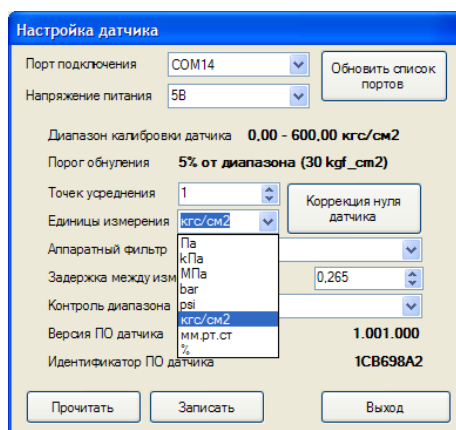 Настройка датчика
Порт подключения COM14 Обновить список портов
Напряжение питания 5В
Диапазон калибровки датчика 0,00 - 600,00 кгс/см2
Порог обнуления 5% от диапазона (30 kgf_cm2)
Точек усреднения 1 Коррекция нуля датчика
Единицы измерения кгс/см2
Аппаратный фильтр Па
kПа
МПа
Задержка между изм 0,265
bar
Контроль диапазона psi
кгс/см2
Версия ПО датчика мм.рт.ст 1.001.000
%
Идентификатор ПО датчика 1CB698A2
Прочитать Записать Выход